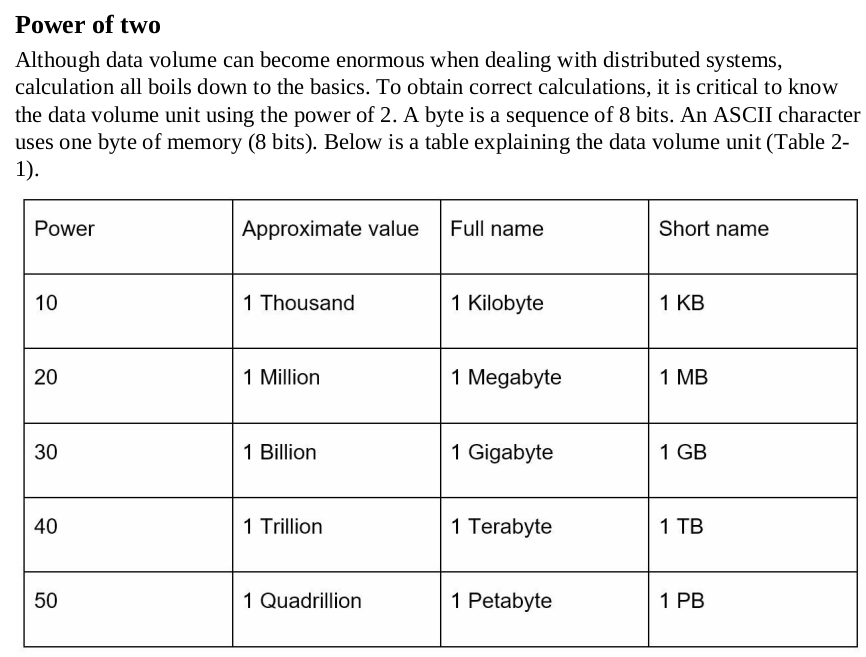 Power of two
Although data volume can become enormous when dealing with distributed systems,
calculation all boils down to the basics. To obtain correct calculations, it is critical to know
the data volume unit using the power of 2. A byte is a sequence of 8 bits. An ASCII character
uses one byte of memory (8 bits). Below is a table explaining the data volume unit (Table 2-
1).
Power Approximate value Full name Short name
10 1 Thousand 1 Kilobyte 1 KB
20 1 Million 1 Megabyte 1 MB
30 1 Billion 1 Gigabyte 1 GB
40 1 Trillion 1 Terabyte 1 TB
50 1 Quadrillion 1 Petabyte 1 PB